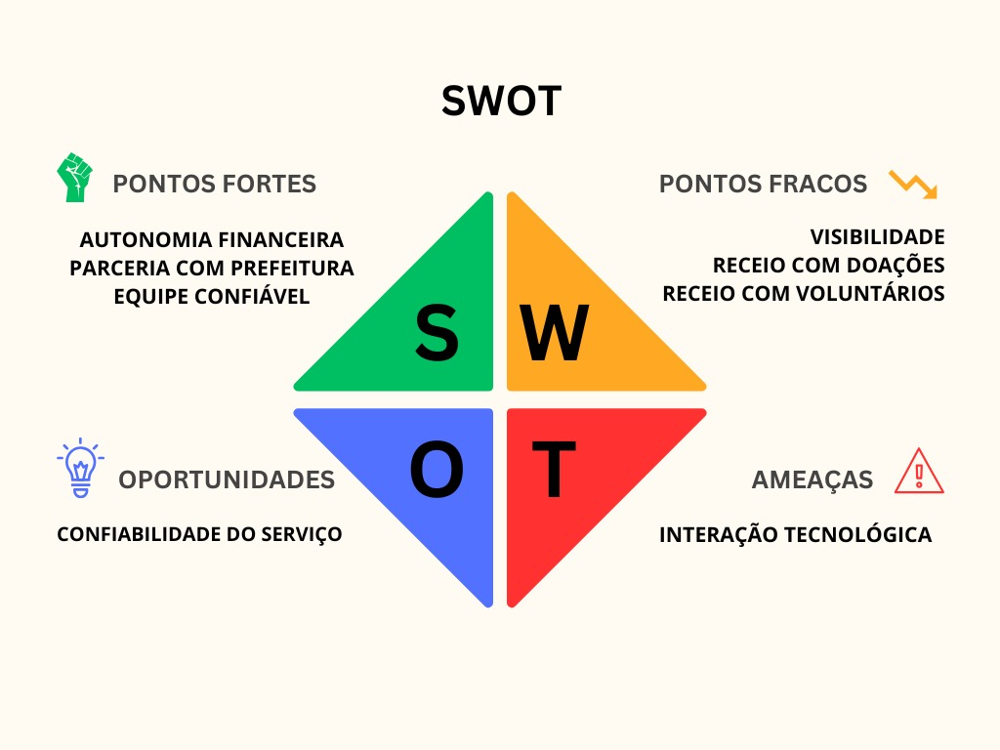 SWOT
PONTOS FORTES
AUTONOMIA FINANCEIRA
PARCERIA COM PREFEITURA
EQUIPE CONFIÁVEL
PONTOS FRACOS
VISIBILIDADE
RECEIO COM DOAÇÕES
RECEIO COM VOLUNTÁRIOS
S
W
O
T
OPORTUNIDADES
CONFIABILIDADE DO SERVIÇO
AMEAÇAS
INTERAÇÃO TECNOLÓGICA